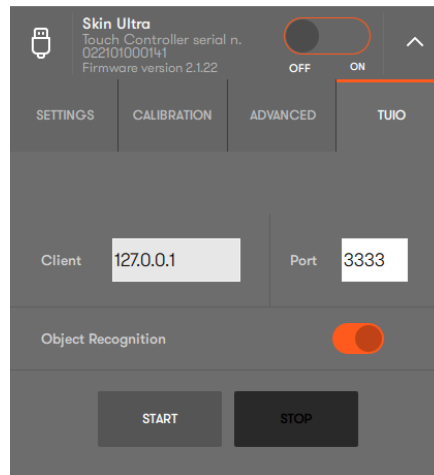 Skin Ultra
Touch Controller serial n.
022101000141
Firmware version 2.1.22
OFF ON
SETTINGS CALIBRATION ADVANCED TUIO
Client 127.0.0.1 Port 3333
Object Recognition
START STOP